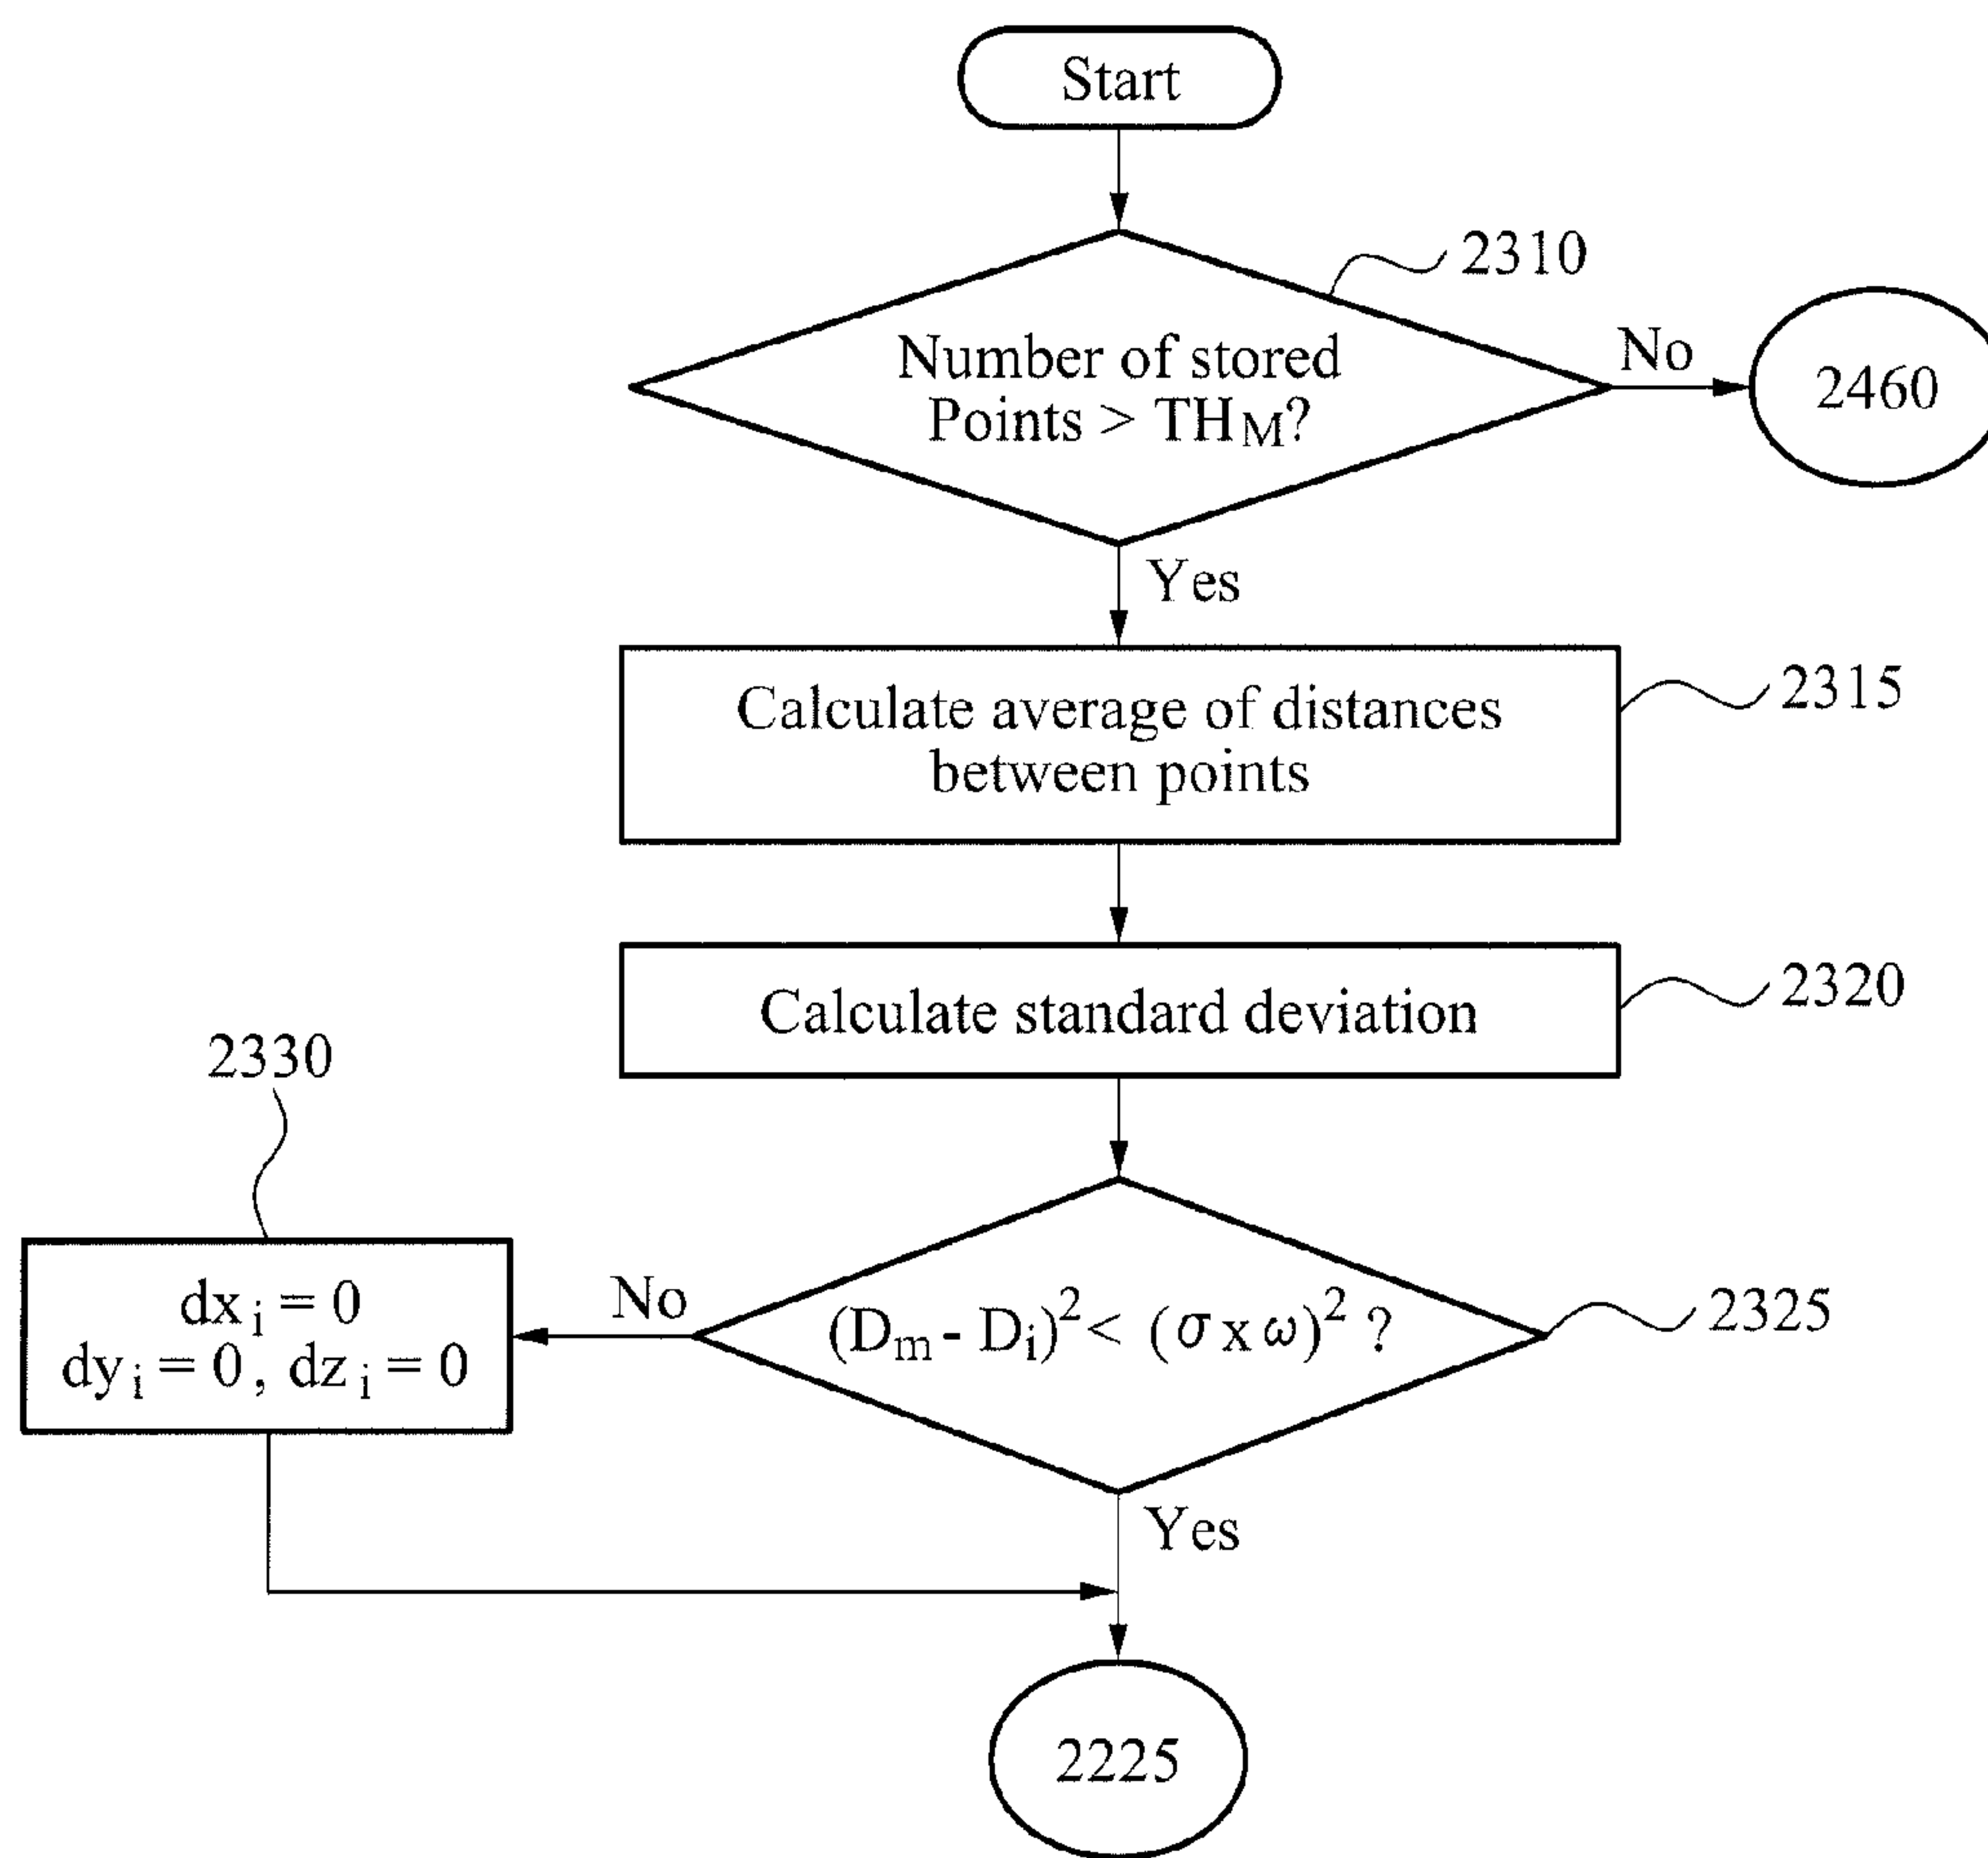 Start
2310
Number of stored
Points > THM?
No
2460
Yes
Calculate average of distances
between points
2315
Calculate standard deviation
2320
2330
dxi = 0
dyi = 0, dzi = 0
No
(Dm - Di)2 < (σ x ω)2 ?
2325
Yes
2225